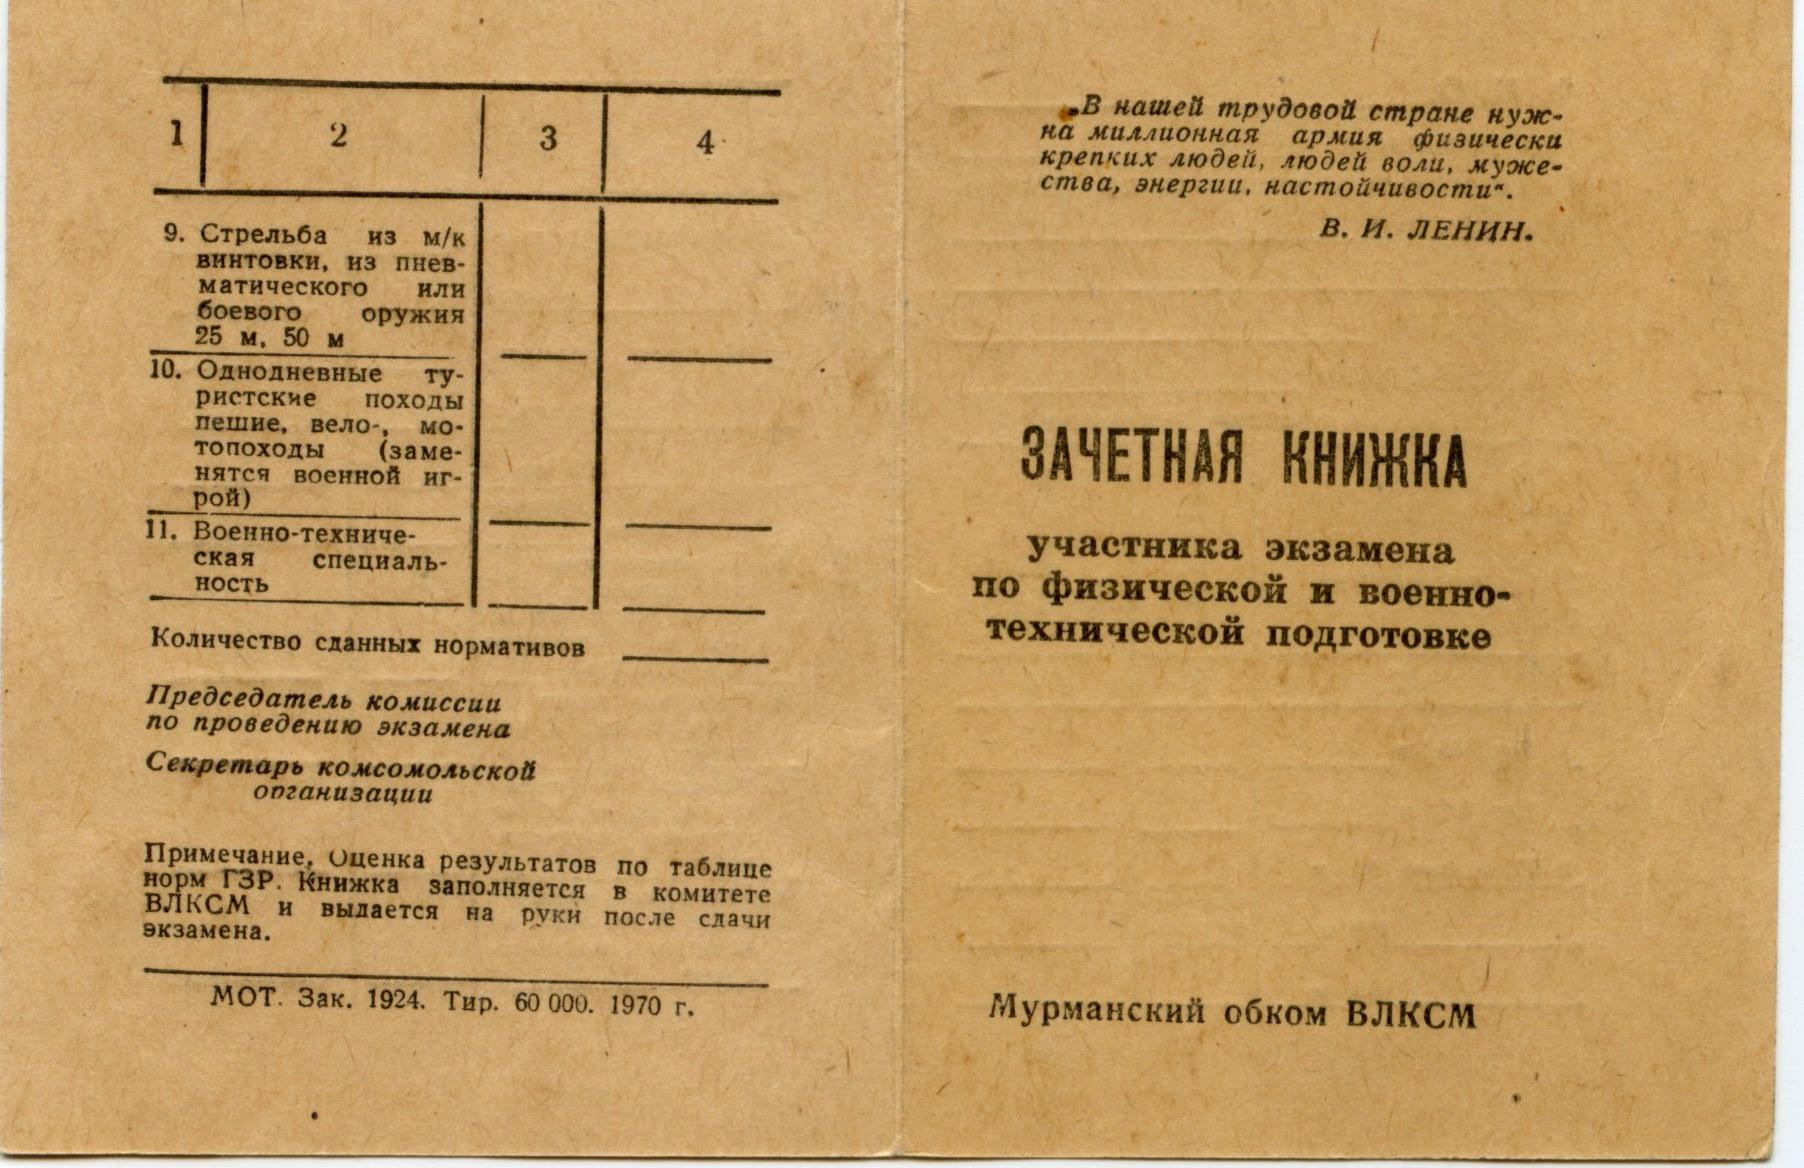 1 2 3 4
9. Стрельба из м/к
винтовки, из пнев-
матического или
боевого оружия
25 м, 50 м
10. Однодневные ту-
ристские походы
пешие, вело-, мо-
топоходы (заме-
нятся военной иг-
рой)
11. Военно-техниче-
ская специаль-
ность
Количество сданных нормативов
Председатель комиссии
по проведению экзамена
Секретарь комсомольской
организации
Примечание. Оценка результатов по таблице
норм ГЗР. Книжка заполняется в комитете
ВЛКСМ и выдается на руки после сдачи
экзамена.
МОТ. Зак. 1924. Тир. 60 000. 1970 г.
„В нашей трудовой стране нуж-
на миллионная армия физически
крепких людей, людей воли, муже-
ства, энергии, настойчивости“.
В. И. ЛЕНИН.
ЗАЧЕТНАЯ КНИЖКА
участника экзамена
по физической и военно-
технической подготовке
Мурманский обком ВЛКСМ